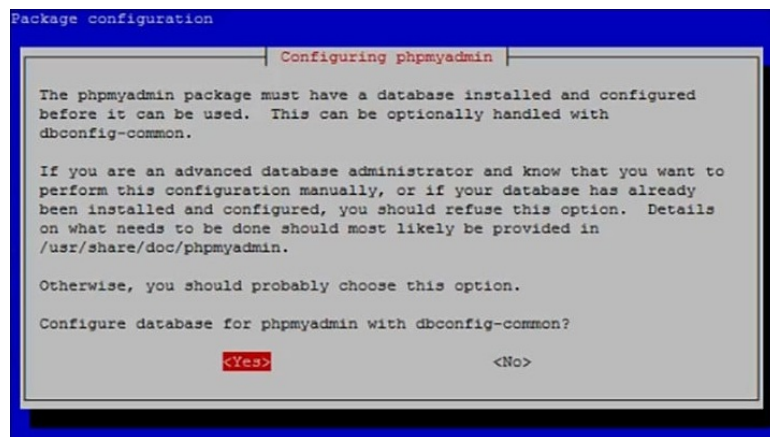 Package configuration
Configuring phpmyadmin
The phpmyadmin package must have a database installed and configured
before it can be used.  This can be optionally handled with
dbconfig-common.
If you are an advanced database administrator and know that you want to
perform this configuration manually, or if your database has already
been installed and configured, you should refuse this option.  Details
on what needs to be done should most likely be provided in
/usr/share/doc/phpmyadmin.
Otherwise, you should probably choose this option.
Configure database for phpmyadmin with dbconfig-common?
<Yes> <No>